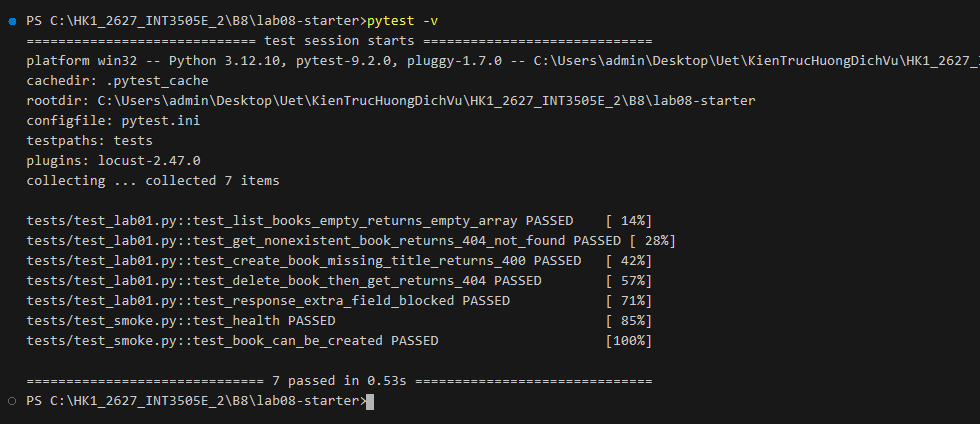 PS C:\HK1_2627_INT3505E_2\B8\lab08-starter>pytest -v
============================= test session starts =============================
platform win32 -- Python 3.12.10, pytest-9.2.0, pluggy-1.7.0 -- C:\Users\admin\Desktop\Uet\KienTrucHuongDichVu\HK1_2627_I
cachedir: .pytest_cache
rootdir: C:\Users\admin\Desktop\Uet\KienTrucHuongDichVu\HK1_2627_INT3505E_2\B8\lab08-starter
configfile: pytest.ini
testpaths: tests
plugins: locust-2.47.0
collecting ... collected 7 items
tests/test_lab01.py::test_list_books_empty_returns_empty_array PASSED [ 14%]
tests/test_lab01.py::test_get_nonexistent_book_returns_404_not_found PASSED [ 28%]
tests/test_lab01.py::test_create_book_missing_title_returns_400 PASSED [ 42%]
tests/test_lab01.py::test_delete_book_then_get_returns_404 PASSED [ 57%]
tests/test_lab01.py::test_response_extra_field_blocked PASSED [ 71%]
tests/test_smoke.py::test_health PASSED [ 85%]
tests/test_smoke.py::test_book_can_be_created PASSED [100%]
============================== 7 passed in 0.53s ==============================
PS C:\HK1_2627_INT3505E_2\B8\lab08-starter>